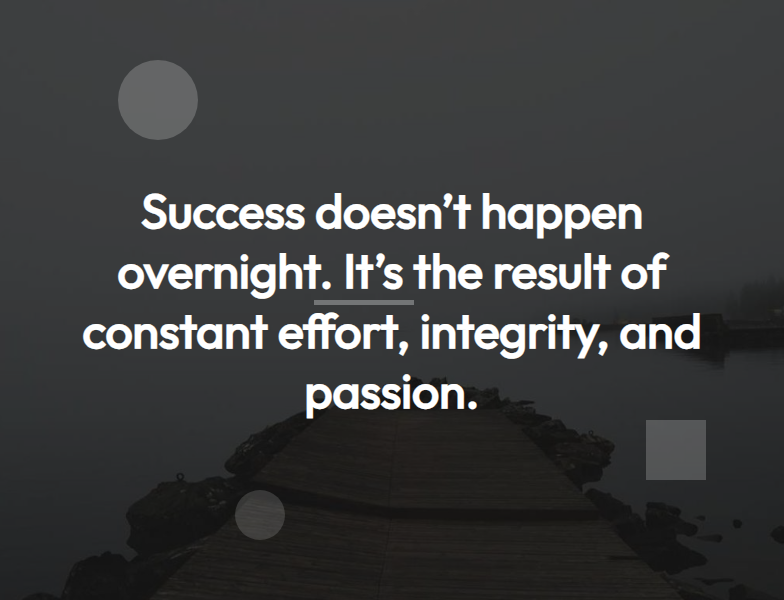 Success doesn’t happen
overnight. It’s the result of
constant effort, integrity, and
passion.